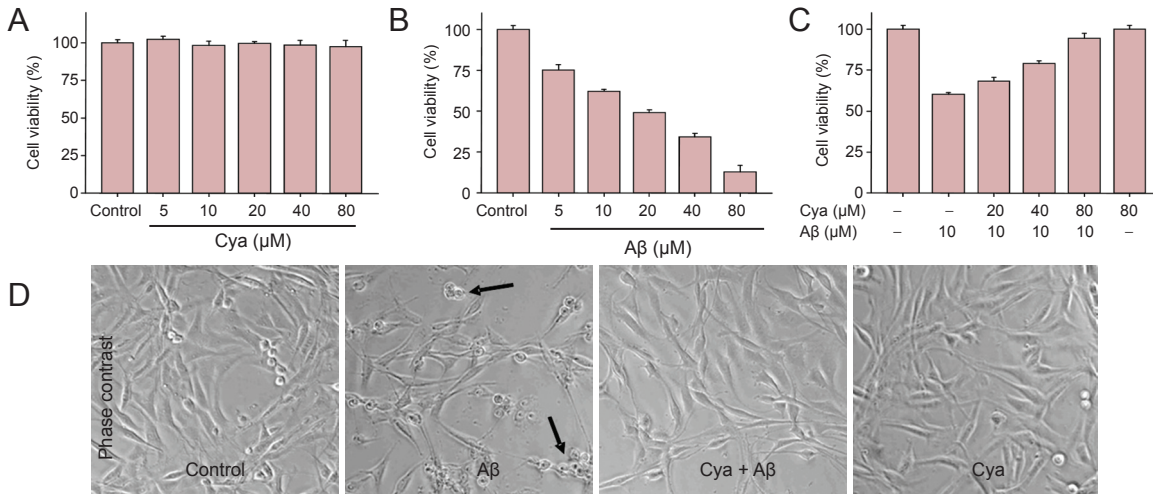 A
Cell viability (%)
100
75
50
25
0
Control 5 10 20 40 80
Cya (µM)
B
Cell viability (%)
100
75
50
25
0
Control 5 10 20 40 80
Aβ (µM)
C
Cell viability (%)
100
75
50
25
0
Cya (µM) – – 20 40 80 80
Aβ (µM) – 10 10 10 10 –
D
Phase contrast
Control
Aβ
Cya + Aβ
Cya